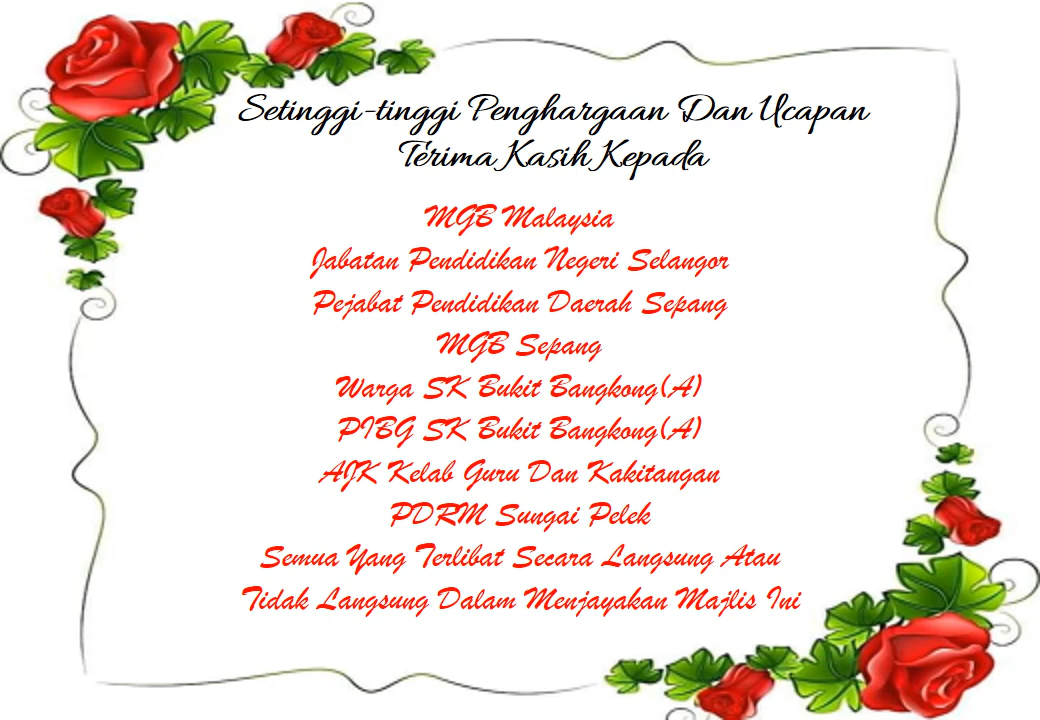 Setinggi-tinggi Penghargaan Dan Ucapan
Terima Kasih Kepada
MGB Malaysia
Jabatan Pendidikan Negeri Selangor
Pejabat Pendidikan Daerah Sepang
MGB Sepang
Warga SK Bukit Bangkong(A)
PIBG SK Bukit Bangkong(A)
AJK Kelab Guru Dan Kakitangan
PDRM Sungai Pelek
Semua Yang Terlibat Secara Langsung Atau
Tidak Langsung Dalam Menjayakan Majlis Ini